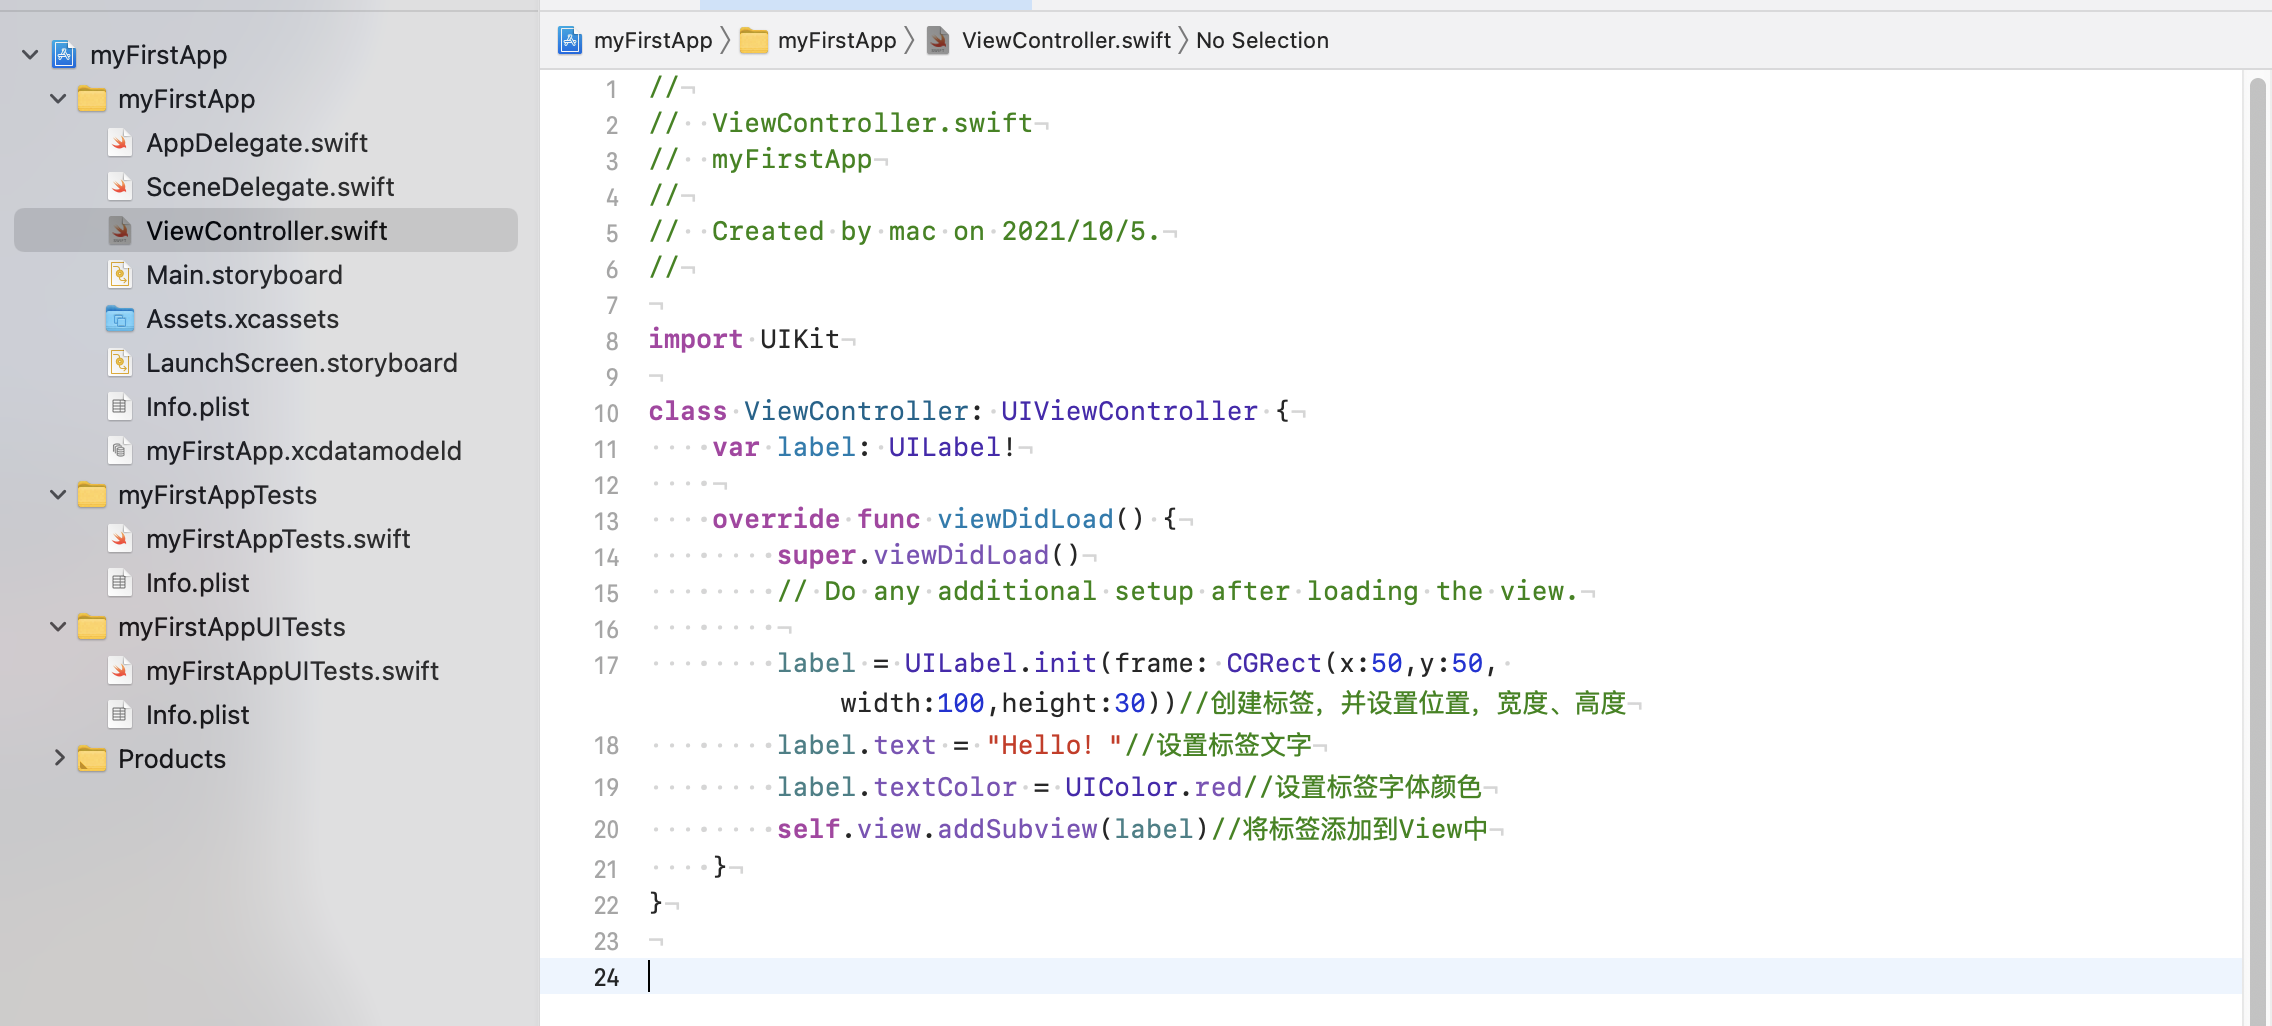 myFirstApp
myFirstApp
AppDelegate.swift
SceneDelegate.swift
ViewController.swift
Main.storyboard
Assets.xcassets
LaunchScreen.storyboard
Info.plist
myFirstApp.xcdatamodeld
myFirstAppTests
myFirstAppTests.swift
Info.plist
myFirstAppUITests
myFirstAppUITests.swift
Info.plist
Products
myFirstApp 〉 myFirstApp 〉 ViewController.swift 〉 No Selection
1 //
2 //  ViewController.swift
3 //  myFirstApp
4 //
5 //  Created by mac on 2021/10/5.
6 //
7
8 import UIKit
9
10 class ViewController: UIViewController {
11     var label: UILabel!
12
13     override func viewDidLoad() {
14         super.viewDidLoad()
15         // Do any additional setup after loading the view.
16
17         label = UILabel.init(frame: CGRect(x:50,y:50,
            width:100,height:30))//创建标签，并设置位置，宽度、高度
18         label.text = "Hello！"//设置标签文字
19         label.textColor = UIColor.red//设置标签字体颜色
20         self.view.addSubview(label)//将标签添加到View中
21     }
22 }
23
24